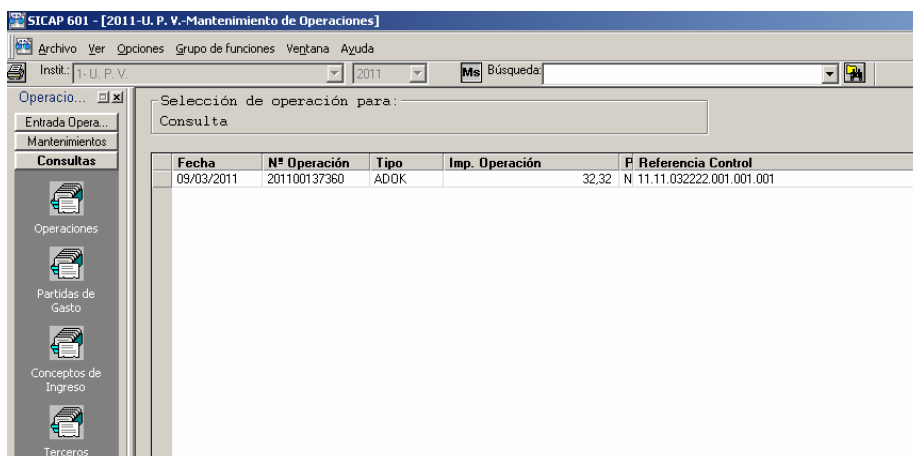 SICAP 601 - [2011-U. P. V.-Mantenimiento de Operaciones]
Archivo Ver Opciones Grupo de funciones Ventana Ayuda
Instit.: 1- U. P. V. 2011 Ms Búsqueda:
Operacio...
Entrada Opera...
Mantenimientos
Consultas
Operaciones
Partidas de
Gasto
Conceptos de
Ingreso
Terceros
Selección de operación para:
Consulta
Fecha Nº Operación Tipo Imp. Operación P Referencia Control
09/03/2011 201100137360 ADOK 32,32 N 11.11.032222.001.001.001